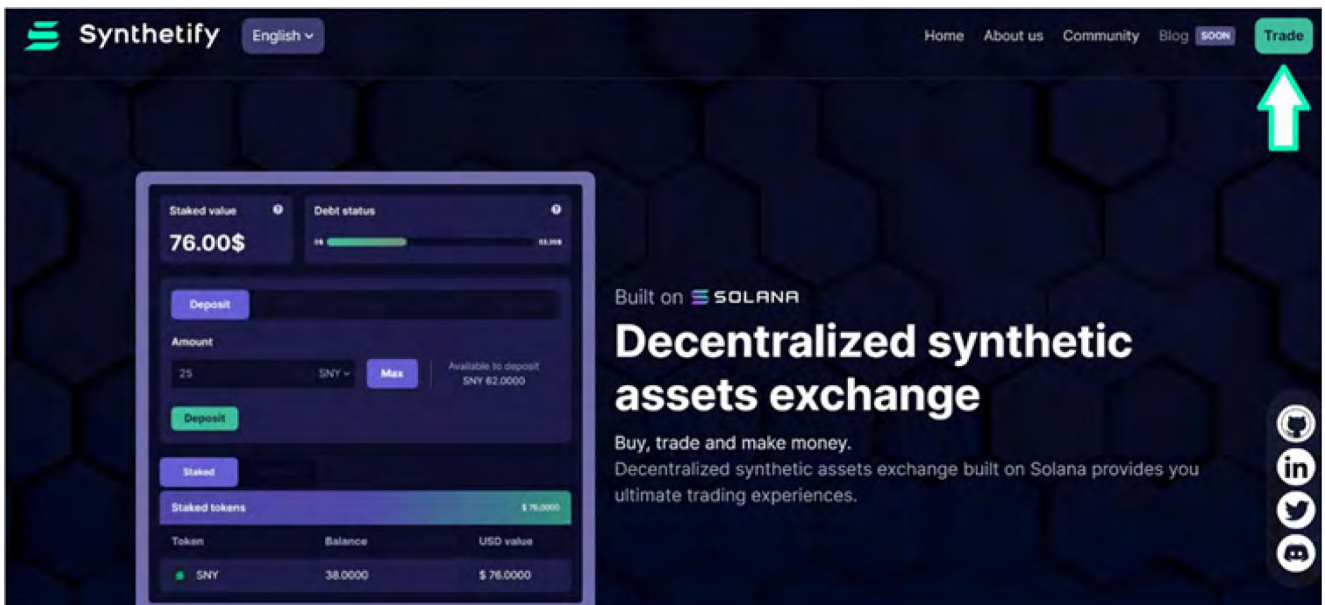 Synthetify
English
Home About us Community Blog SOON Trade
Staked value
76.00$
Debt status
0$
Deposit
Amount
25 SNY Max
Available to deposit
SNY 62.0000
Deposit
Staked
Staked tokens $ 76.0000
Token Balance USD value
SNY 38.0000 $ 76.0000
Built on SOLANA
Decentralized synthetic
assets exchange
Buy, trade and make money.
Decentralized synthetic assets exchange built on Solana provides you
ultimate trading experiences.
in